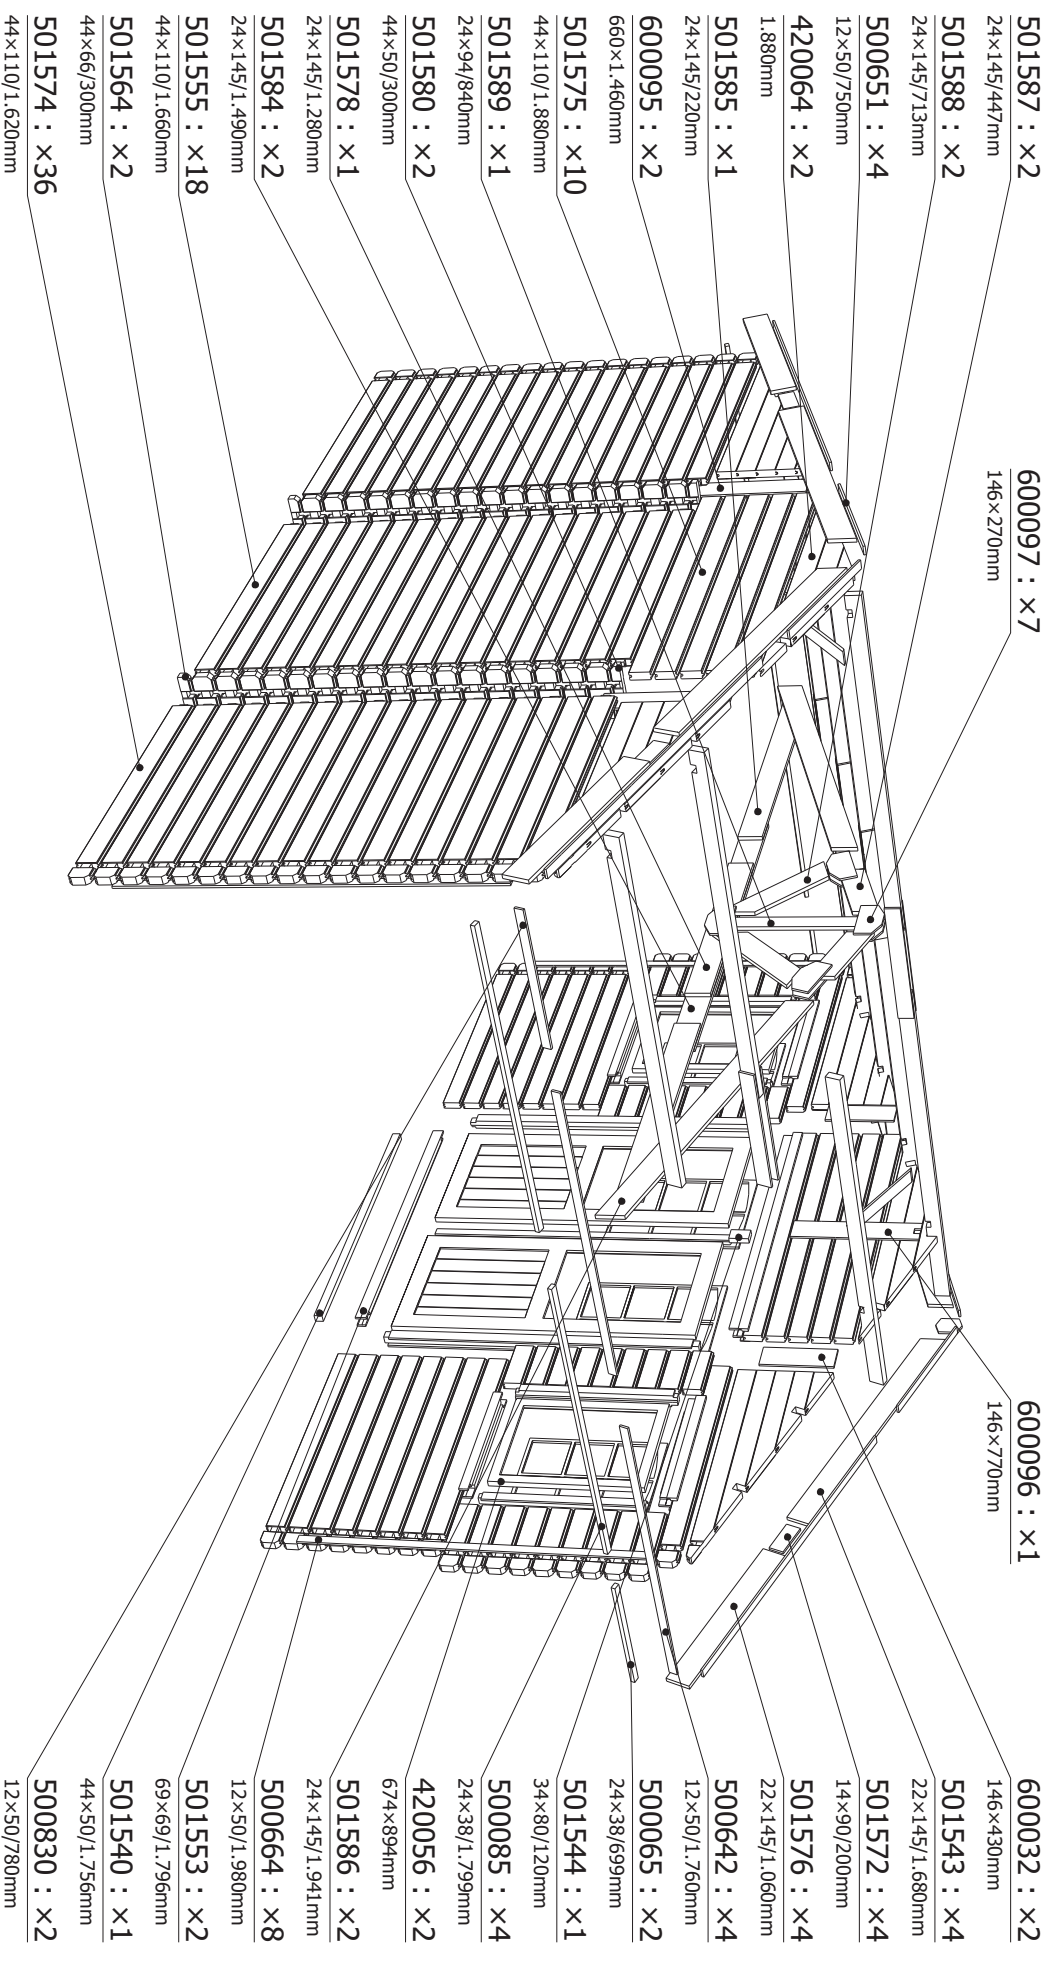 501587 : ×2
24×145/447mm
501588 : ×2
24×145/713mm
500651 : ×4
12×50/750mm
420064 : ×2
1.880mm
501585 : ×1
24×145/220mm
600095 : ×2
660×1.460mm
501575 : ×10
44×110/1.880mm
501589 : ×1
24×94/840mm
501580 : ×2
44×50/300mm
501578 : ×1
24×145/1.280mm
501584 : ×2
24×145/1.490mm
501555 : ×18
44×110/1.660mm
501564 : ×2
44×66/300mm
501574 : ×36
44×110/1.620mm
600097 : ×7
146×270mm
600096 : ×1
146×770mm
600032 : ×2
146×430mm
501543 : ×4
22×145/1.680mm
501572 : ×4
14×90/200mm
501576 : ×4
22×145/1.060mm
500642 : ×4
12×50/1.760mm
500065 : ×2
24×38/699mm
501544 : ×1
34×80/120mm
500085 : ×4
24×38/1.799mm
420056 : ×2
674×894mm
501586 : ×2
24×145/1.941mm
500664 : ×8
12×50/1.980mm
501553 : ×2
69×69/1.796mm
501540 : ×1
44×50/1.756mm
500830 : ×2
12×50/780mm